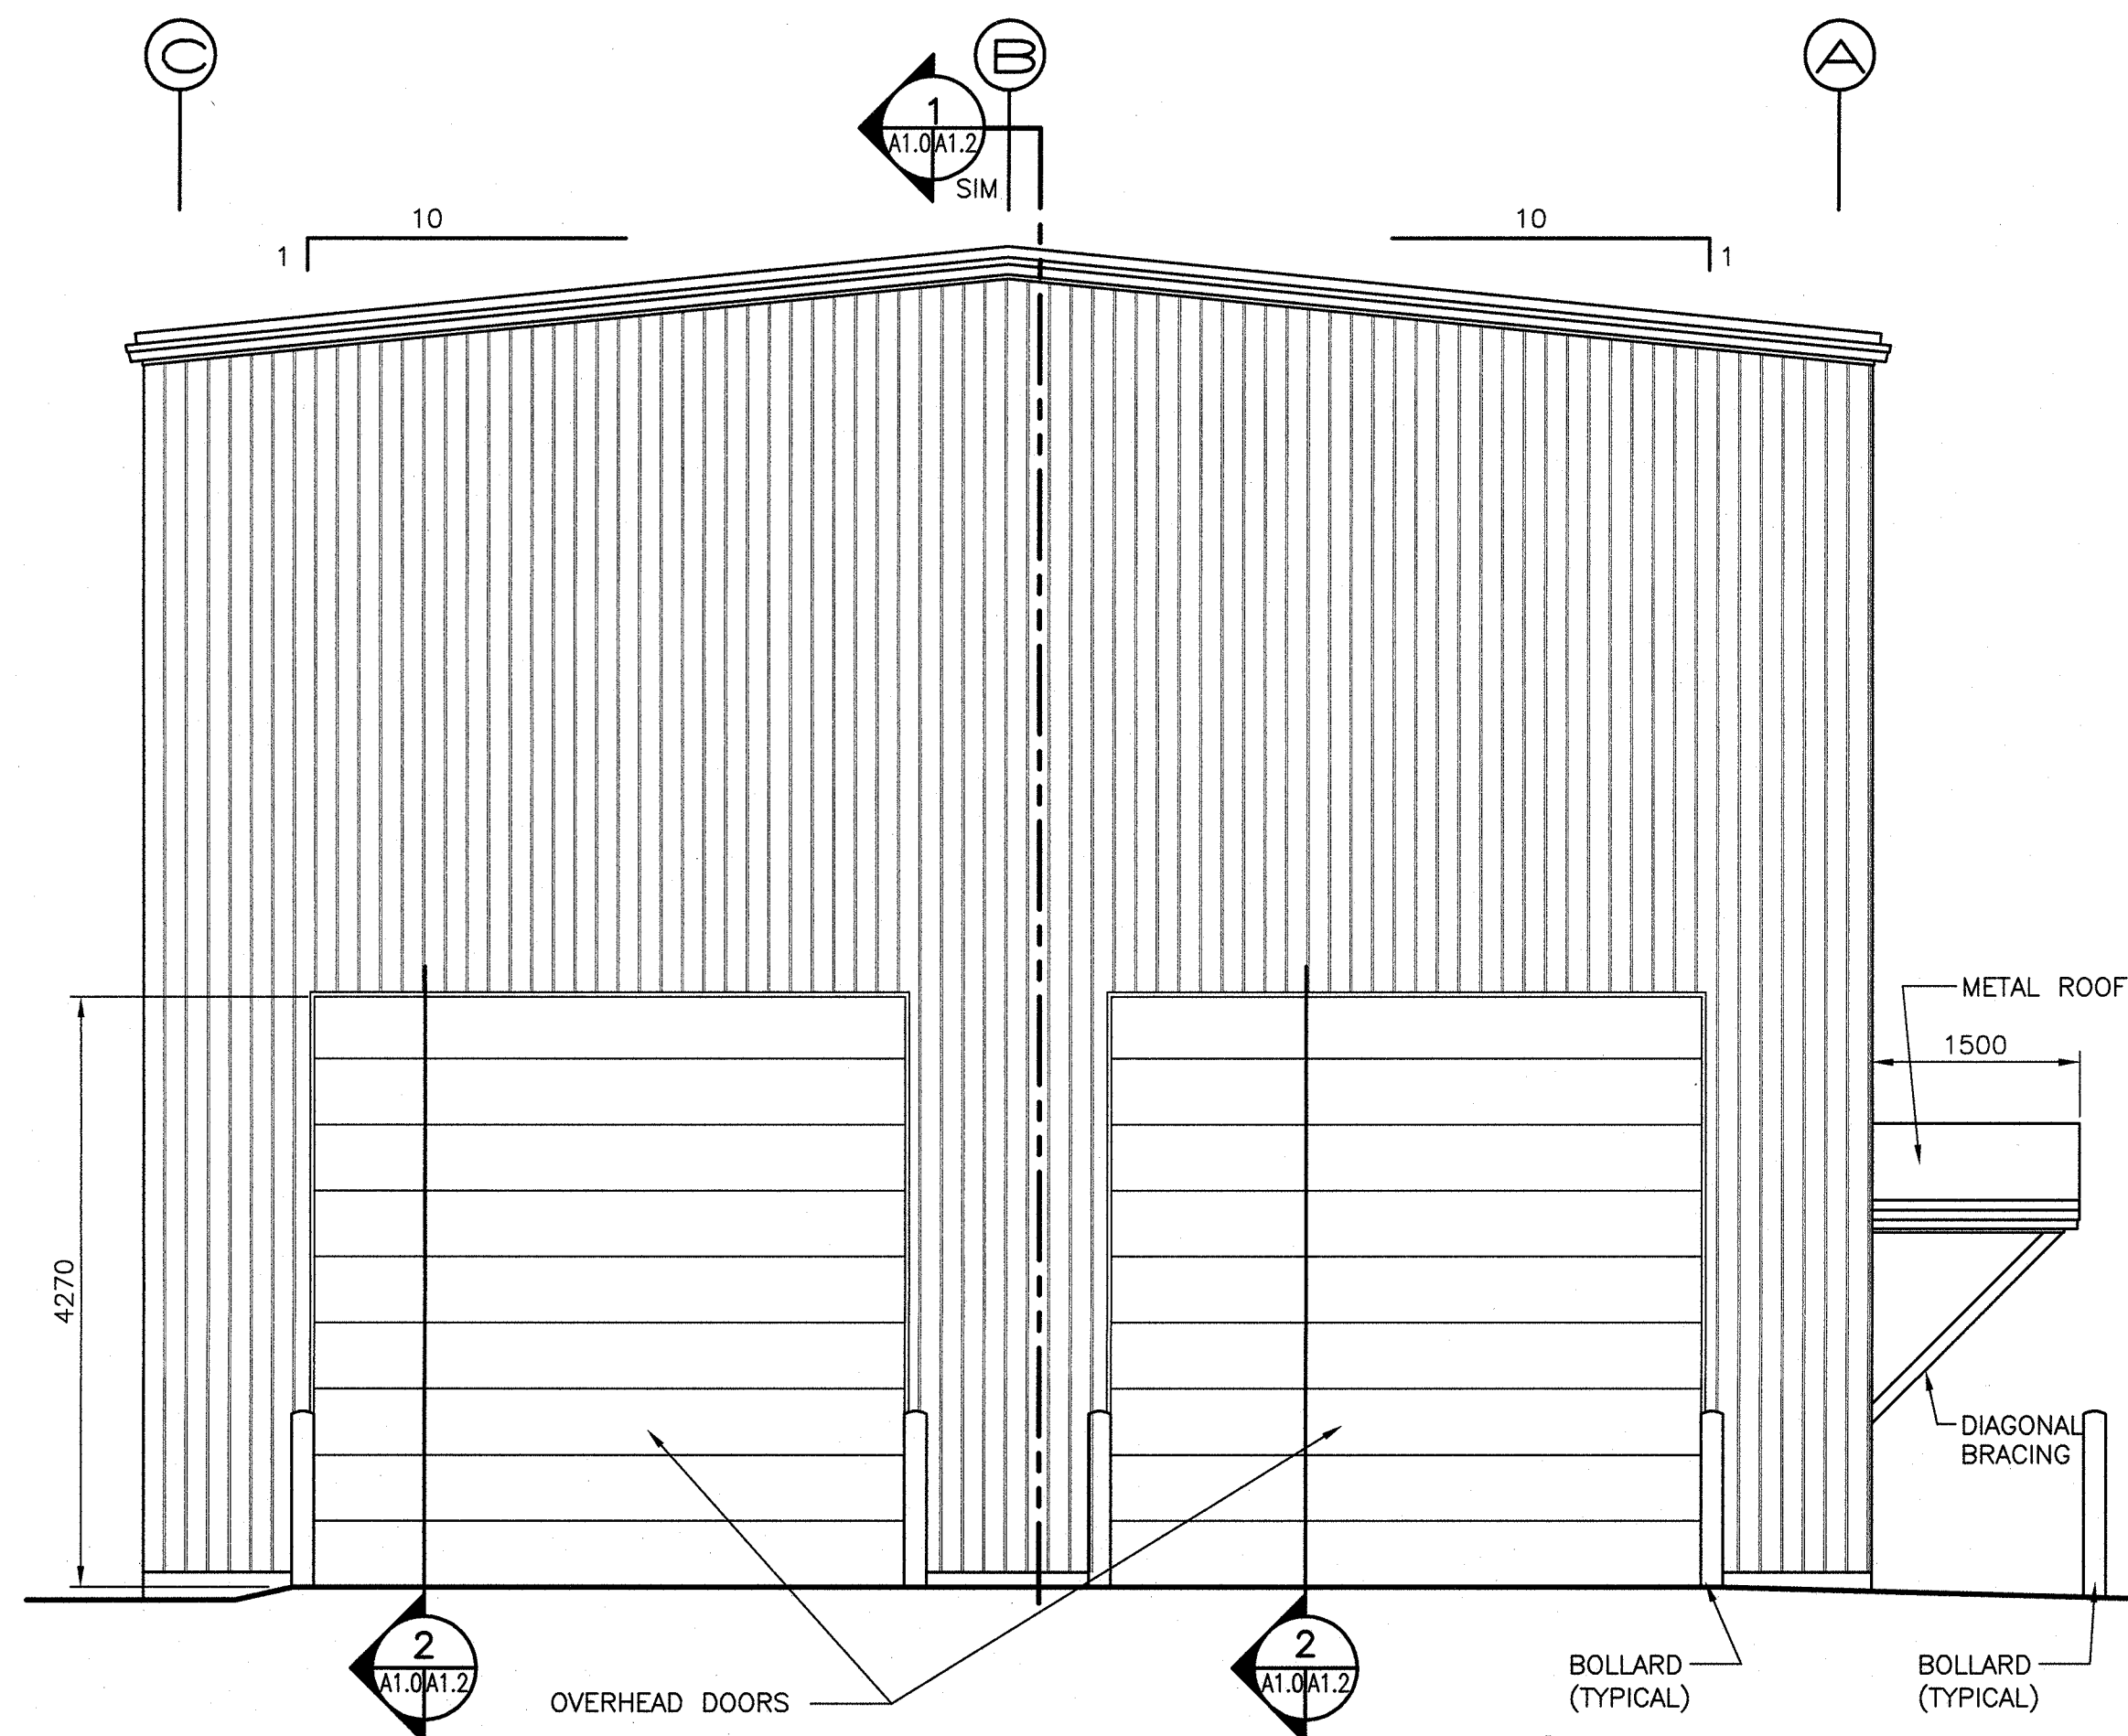 C
B
A
1
A1.0 A1.2
SIM
10
1
10
1
METAL ROOF
1500
4270
DIAGONAL
BRACING
2
A1.0 A1.2
OVERHEAD DOORS
2
A1.0 A1.2
BOLLARD
(TYPICAL)
BOLLARD
(TYPICAL)